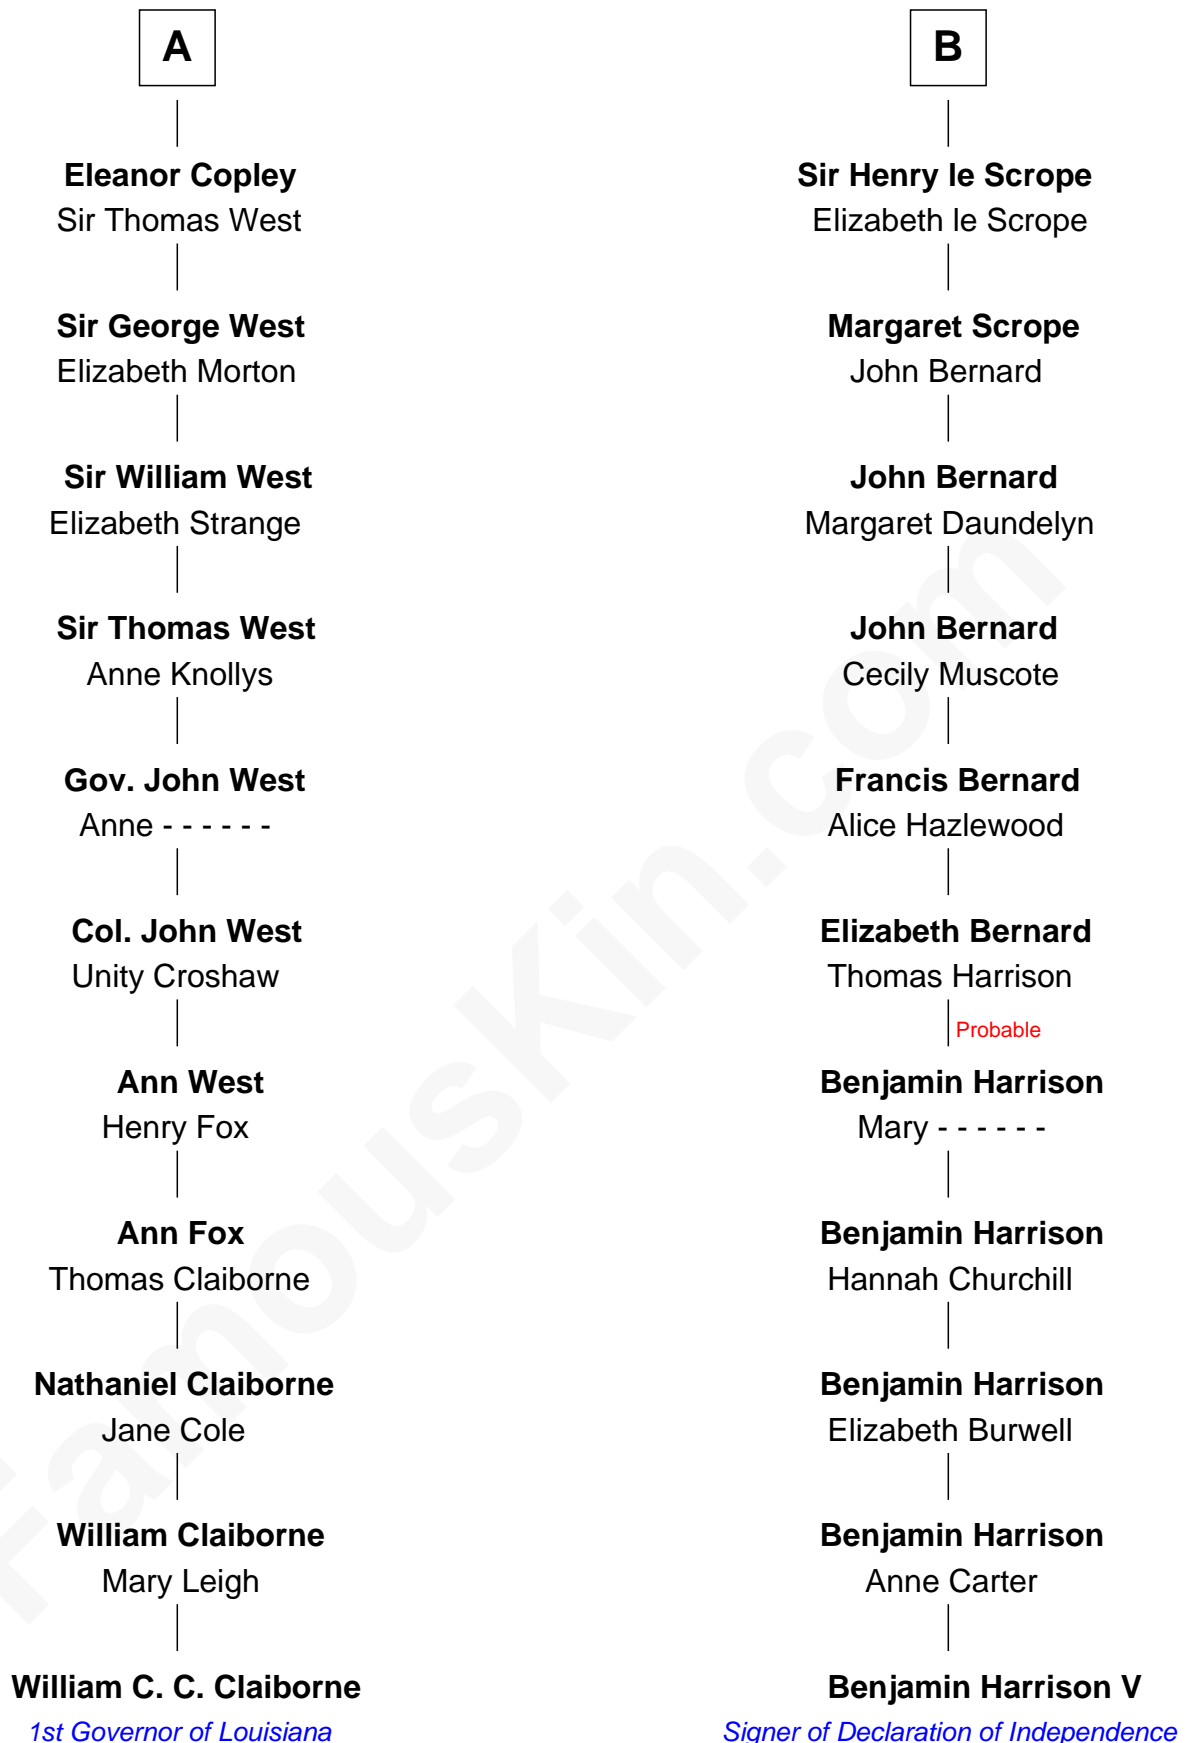 A
Eleanor Copley
Sir Thomas West
Sir George West
Elizabeth Morton
Sir William West
Elizabeth Strange
Sir Thomas West
Anne Knollys
Gov. John West
Anne - - - - - -
Col. John West
Unity Croshaw
Ann West
Henry Fox
Ann Fox
Thomas Claiborne
Nathaniel Claiborne
Jane Cole
William Claiborne
Mary Leigh
William C. C. Claiborne
1st Governor of Louisiana
B
Sir Henry le Scrope
Elizabeth le Scrope
Margaret Scrope
John Bernard
John Bernard
Margaret Daundelyn
John Bernard
Cecily Muscote
Francis Bernard
Alice Hazlewood
Elizabeth Bernard
Thomas Harrison
Probable
Benjamin Harrison
Mary - - - - - -
Benjamin Harrison
Hannah Churchill
Benjamin Harrison
Elizabeth Burwell
Benjamin Harrison
Anne Carter
Benjamin Harrison V
Signer of Declaration of Independence
FamousKin.com